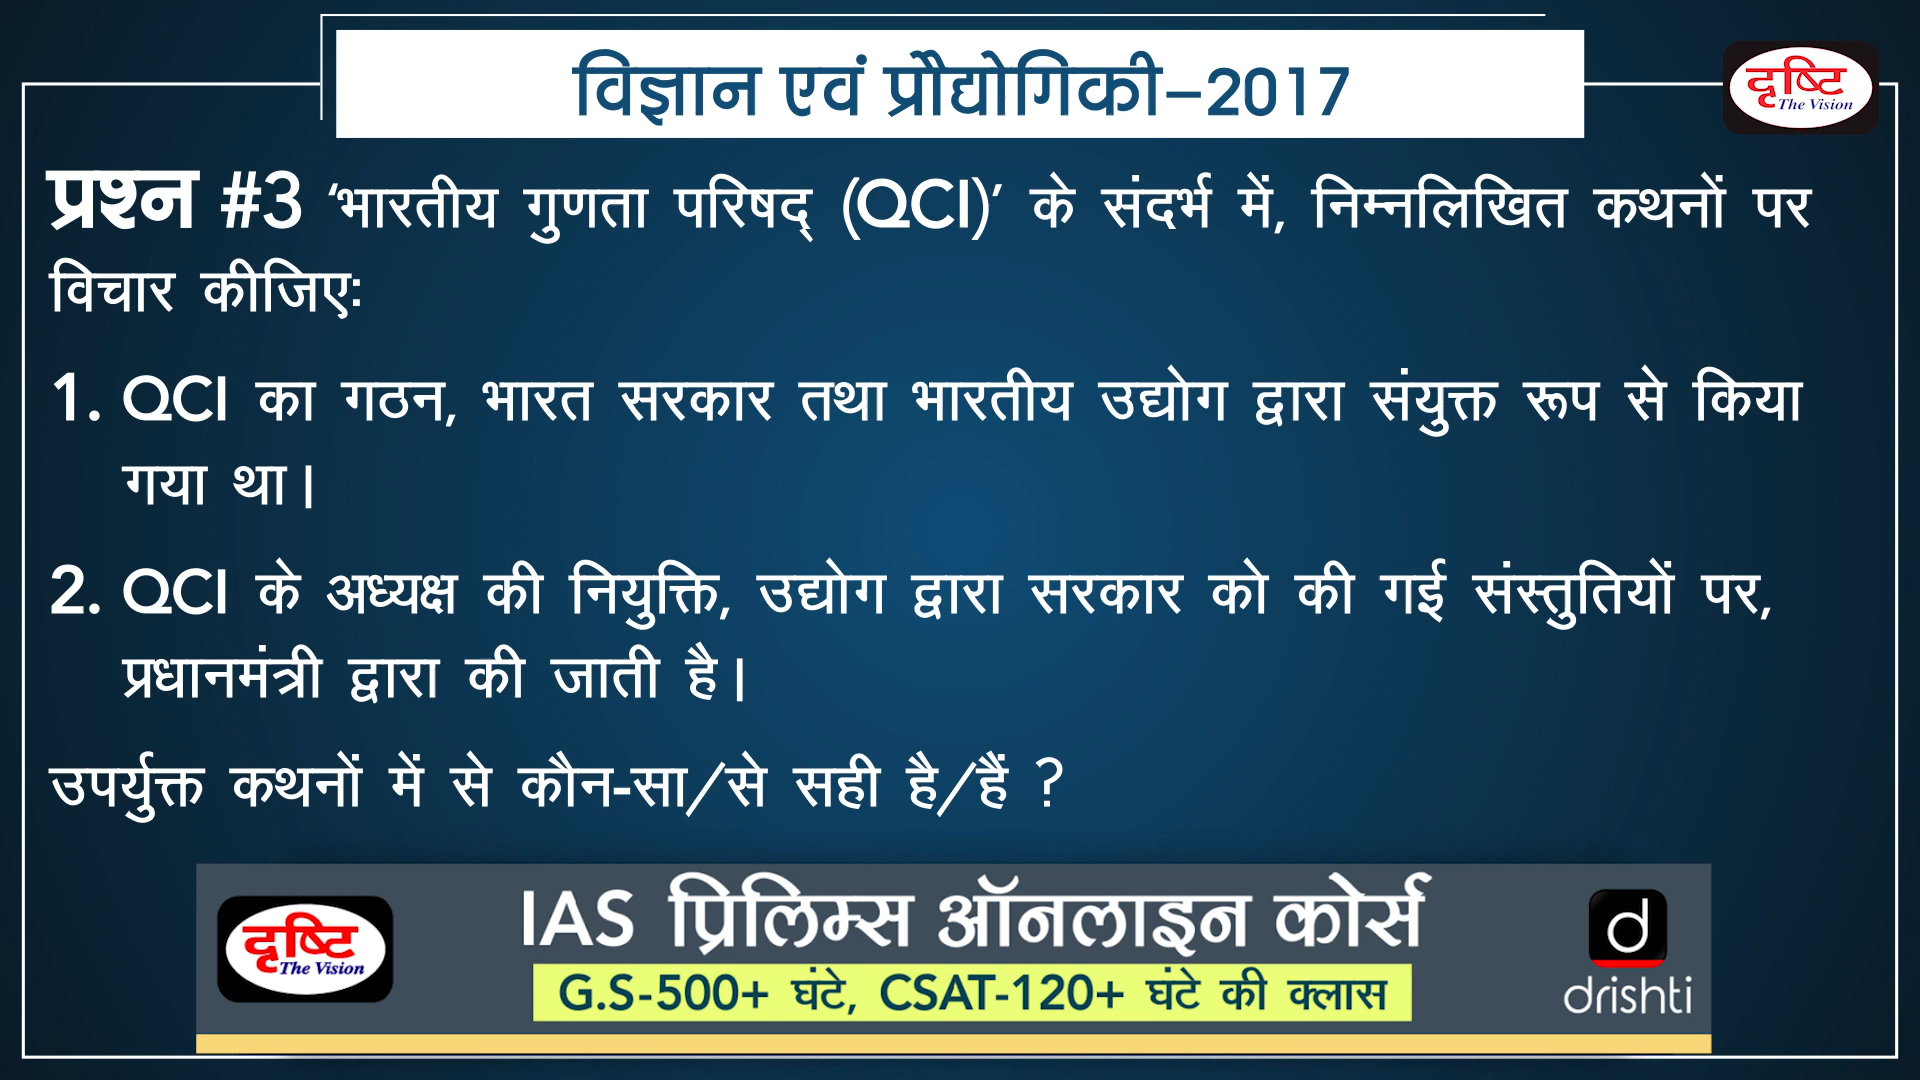 विज्ञान एवं प्रौद्योगिकी–2017
दृष्टि
The Vision
प्रश्न #3 ‘भारतीय गुणता परिषद् (QCI)’ के संदर्भ में, निम्नलिखित कथनों पर
विचार कीजिए:
1. QCI का गठन, भारत सरकार तथा भारतीय उद्योग द्वारा संयुक्त रूप से किया
गया था।
2. QCI के अध्यक्ष की नियुक्ति, उद्योग द्वारा सरकार को की गई संस्तुतियों पर,
प्रधानमंत्री द्वारा की जाती है।
उपर्युक्त कथनों में से कौन-सा/से सही है/हैं ?
दृष्टि
The Vision
IAS प्रिलिम्स ऑनलाइन कोर्स
G.S-500+ घंटे, CSAT-120+ घंटे की क्लास
d
drishti